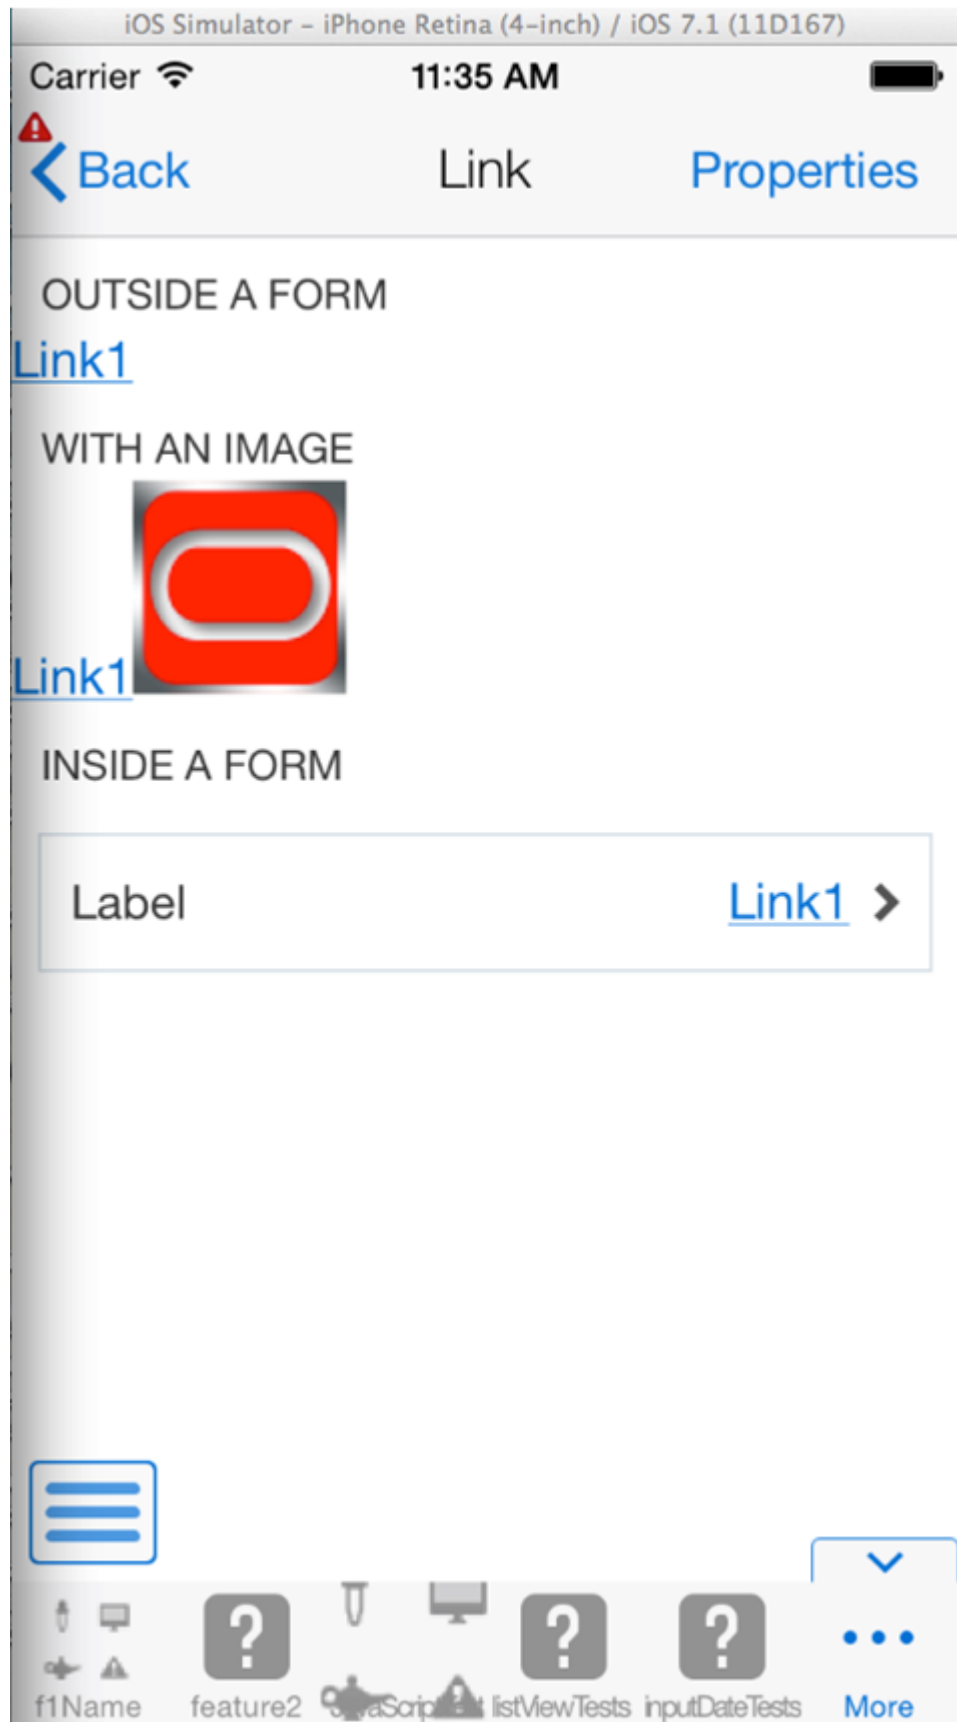 iOS Simulator – iPhone Retina (4-inch) / iOS 7.1 (11D167)
Carrier 11:35 AM
Back Link Properties
OUTSIDE A FORM
Link1
WITH AN IMAGE
Link1
INSIDE A FORM
Label Link1
f1Name feature2 listViewTests inputDateTests More